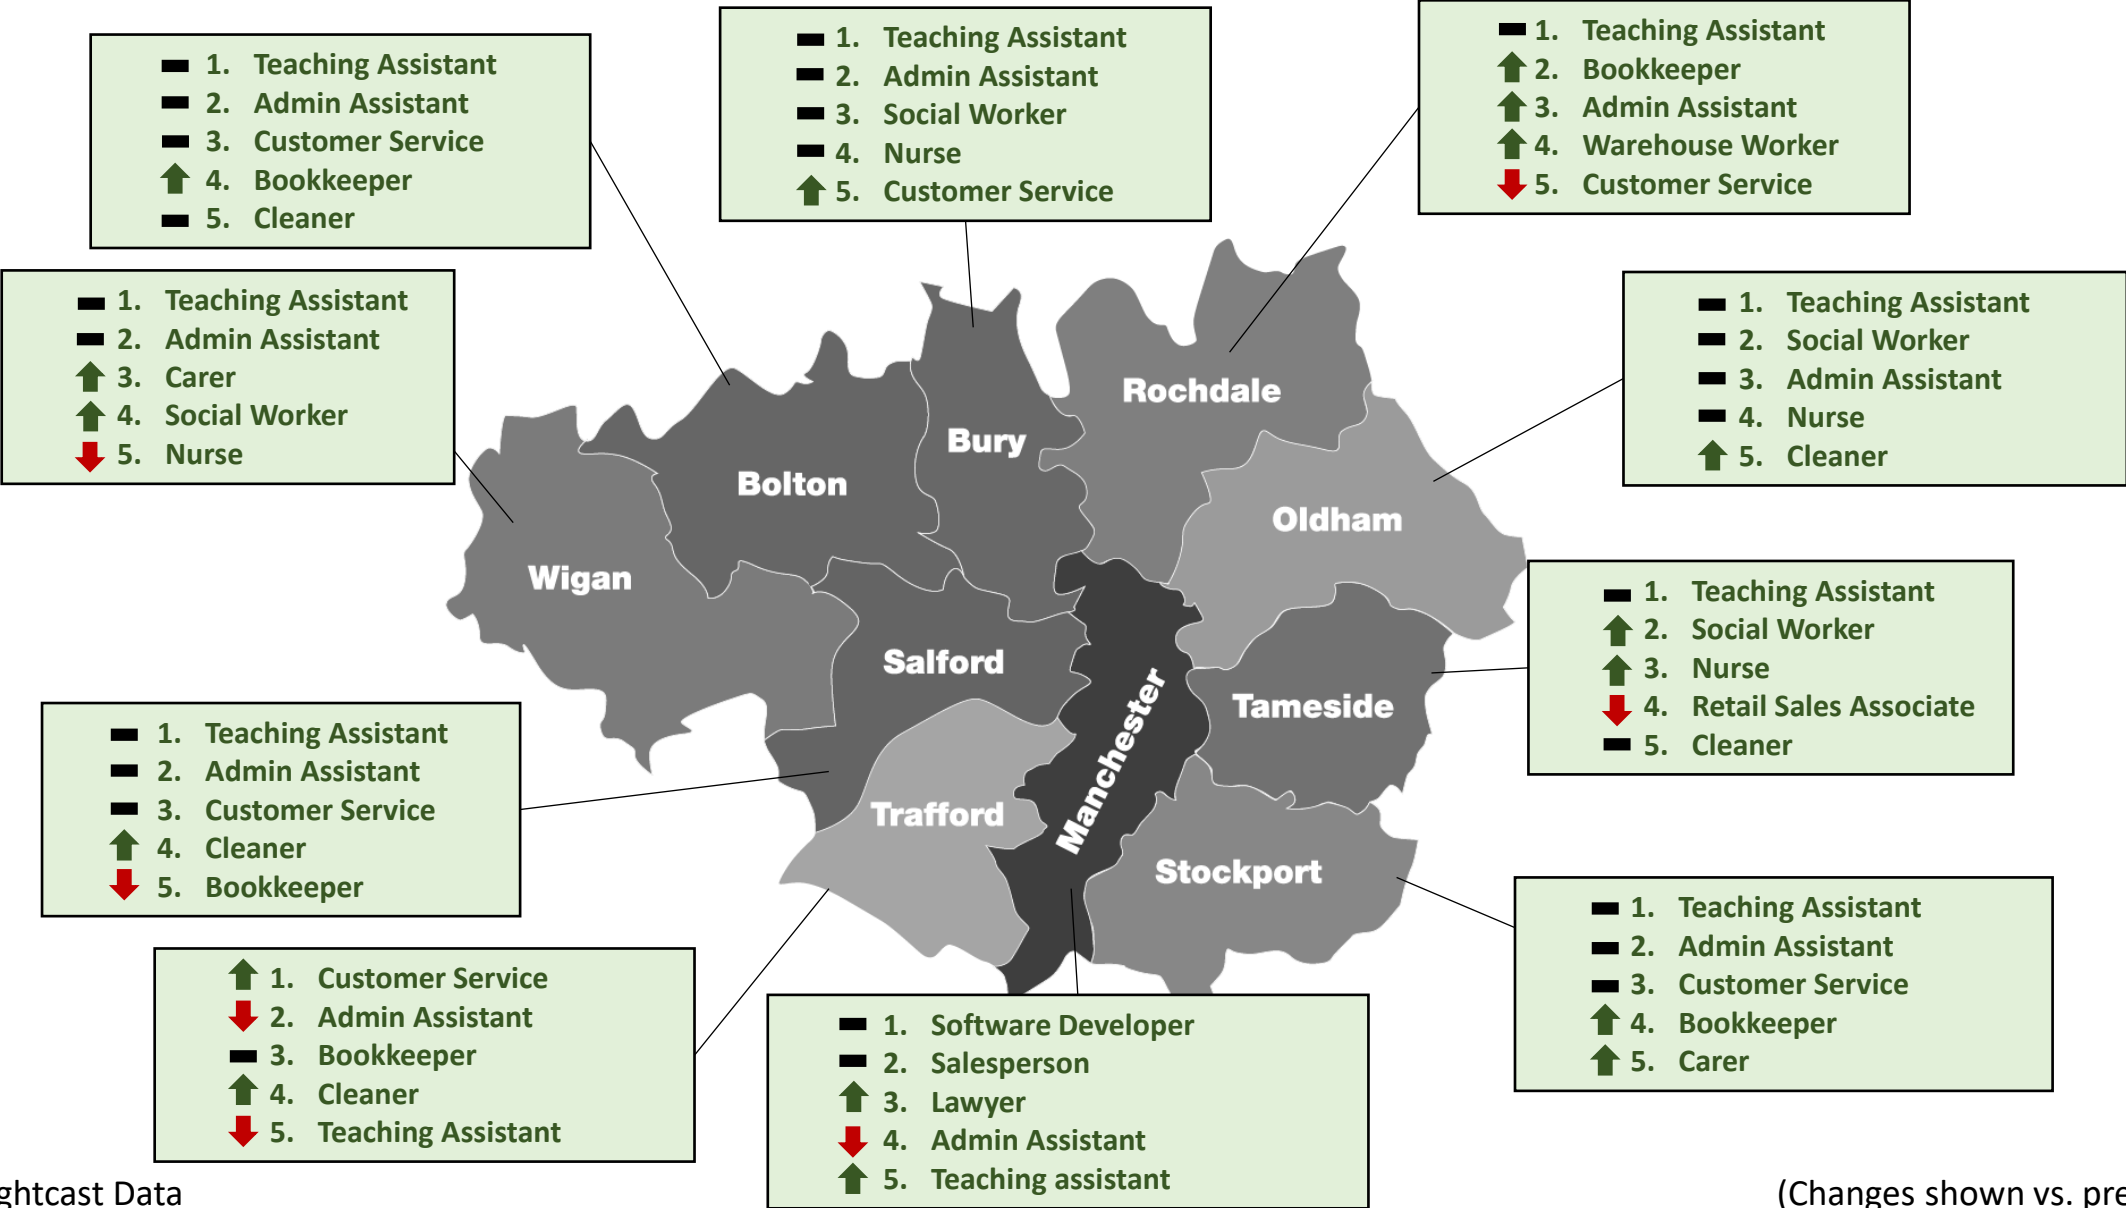 1. Teaching Assistant
2. Admin Assistant
3. Customer Service
4. Bookkeeper
5. Cleaner
1. Teaching Assistant
2. Admin Assistant
3. Social Worker
4. Nurse
5. Customer Service
1. Teaching Assistant
2. Bookkeeper
3. Admin Assistant
4. Warehouse Worker
5. Customer Service
1. Teaching Assistant
2. Admin Assistant
3. Carer
4. Social Worker
5. Nurse
1. Teaching Assistant
2. Social Worker
3. Admin Assistant
4. Nurse
5. Cleaner
Rochdale
Bury
Bolton
Oldham
Wigan
Salford
Tameside
Manchester
Trafford
Stockport
1. Teaching Assistant
2. Social Worker
3. Nurse
4. Retail Sales Associate
5. Cleaner
1. Teaching Assistant
2. Admin Assistant
3. Customer Service
4. Cleaner
5. Bookkeeper
1. Teaching Assistant
2. Admin Assistant
3. Customer Service
4. Bookkeeper
5. Carer
1. Customer Service
2. Admin Assistant
3. Bookkeeper
4. Cleaner
5. Teaching Assistant
1. Software Developer
2. Salesperson
3. Lawyer
4. Admin Assistant
5. Teaching assistant
ghtcast Data
(Changes shown vs. pre